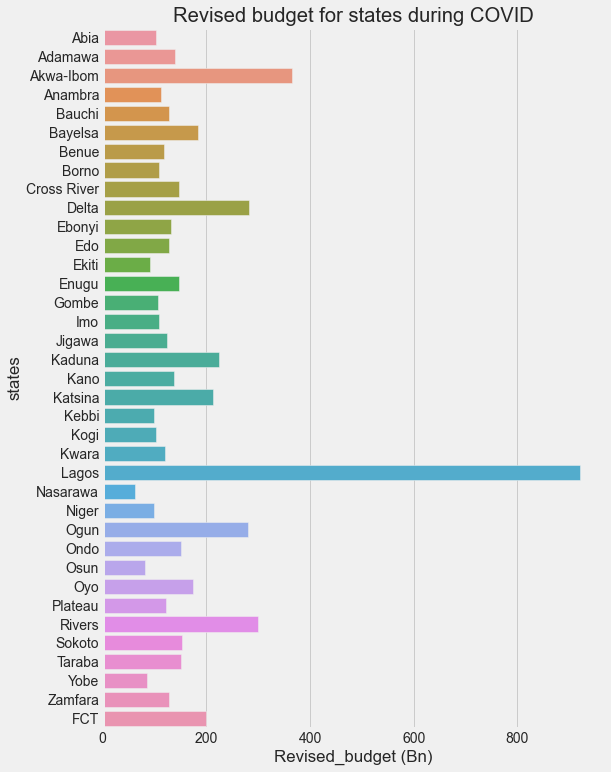 Revised budget for states during COVID
Abia
Adamawa
Akwa-Ibom
Anambra
Bauchi
Bayelsa
Benue
Borno
Cross River
Delta
Ebonyi
Edo
Ekiti
Enugu
Gombe
Imo
Jigawa
Kaduna
Kano
Katsina
Kebbi
Kogi
Kwara
Lagos
Nasarawa
Niger
Ogun
Ondo
Osun
Oyo
Plateau
Rivers
Sokoto
Taraba
Yobe
Zamfara
FCT
states
0 200 400 600 800
Revised_budget (Bn)